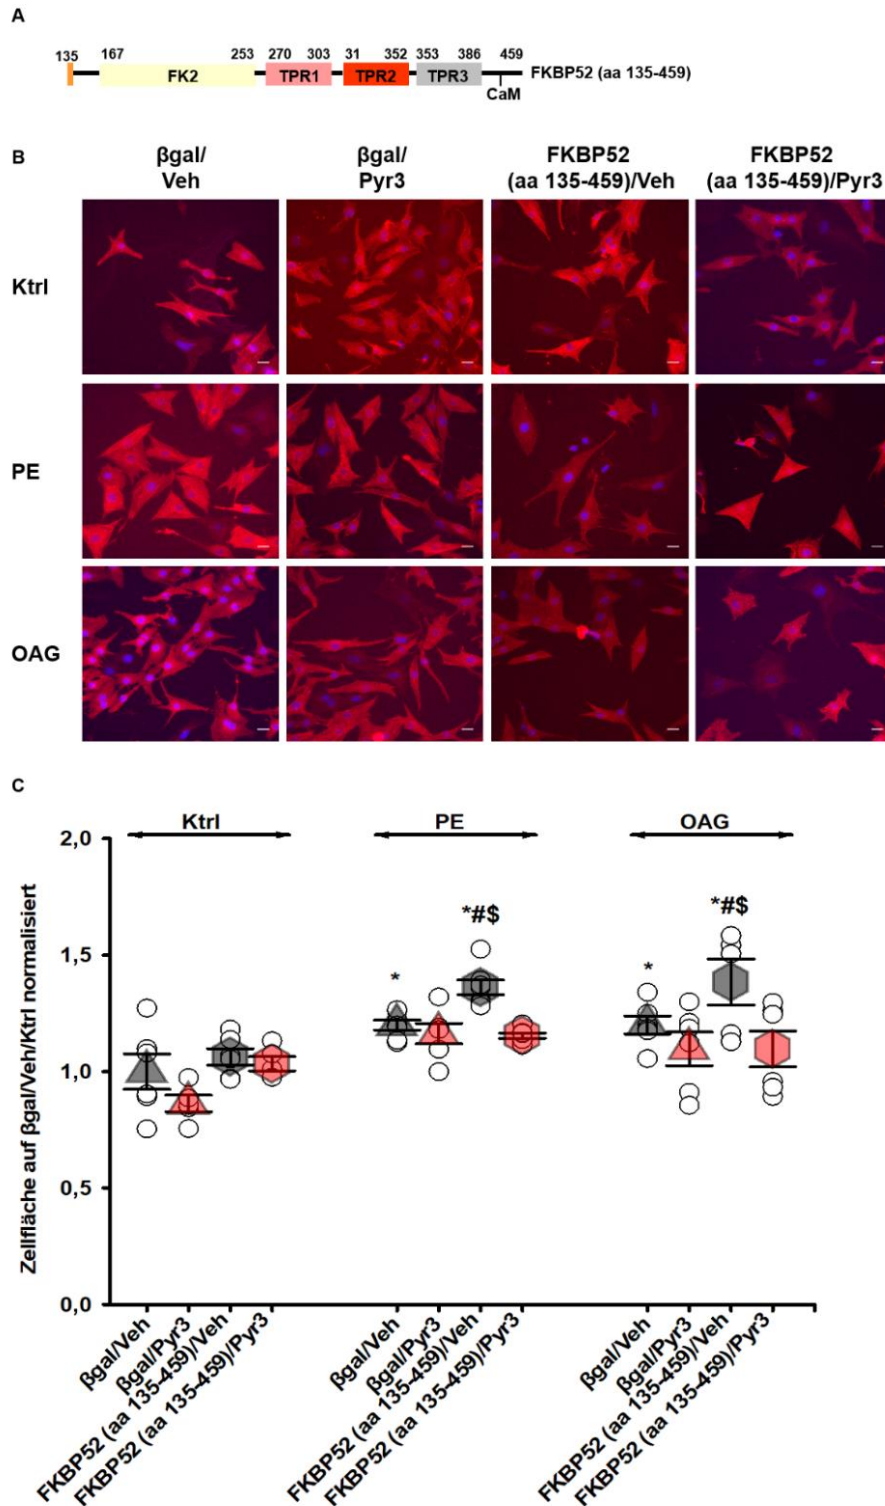 A
135 167 253 270 303 31 352 353 386 459
FK2 TPR1 TPR2 TPR3 FKBP52 (aa 135-459)
CaM
B
βgal/ βgal/ FKBP52 FKBP52
Veh Pyr3 (aa 135-459)/Veh (aa 135-459)/Pyr3
Ktrl
PE
OAG
C
Ktrl PE OAG
Zellfläche auf βgal/Veh/Ktrl normalisiert
2,0
1,5
1,0
0,5
0,0
* *#$ * *#$
βgal/Veh
βgal/Pyr3
FKBP52 (aa 135-459)/Veh
FKBP52 (aa 135-459)/Pyr3
βgal/Veh
βgal/Pyr3
FKBP52 (aa 135-459)/Veh
FKBP52 (aa 135-459)/Pyr3
βgal/Veh
βgal/Pyr3
FKBP52 (aa 135-459)/Veh
FKBP52 (aa 135-459)/Pyr3